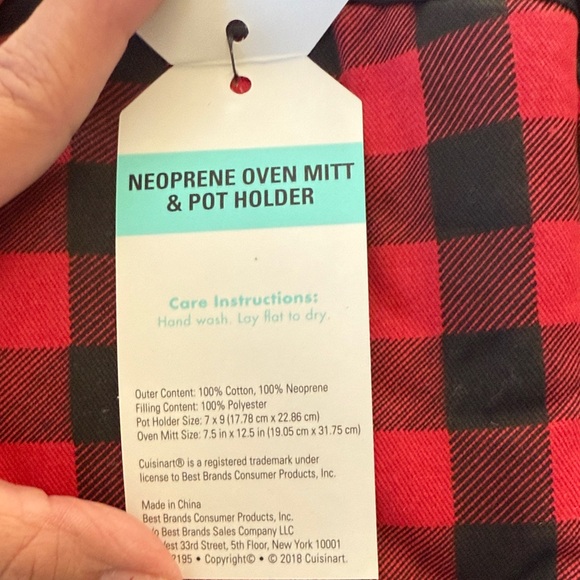 NEOPRENE OVEN MITT
& POT HOLDER
Care Instructions:
Hand wash. Lay flat to dry.
Outer Content: 100% Cotton, 100% Neoprene
Filling Content: 100% Polyester
Pot Holder Size: 7 x 9 (17.78 cm x 22.86 cm)
Oven Mitt Size: 7.5 in x 12.5 in (19.05 cm x 31.75 cm)
Cuisinart® is a registered trademark under
license to Best Brands Consumer Products, Inc.
Made in China
Best Brands Consumer Products, Inc.
Best Brands Sales Company LLC
33rd Street, 5th Floor, New York 10001
• Copyright© • © 2018 Cuisinart.